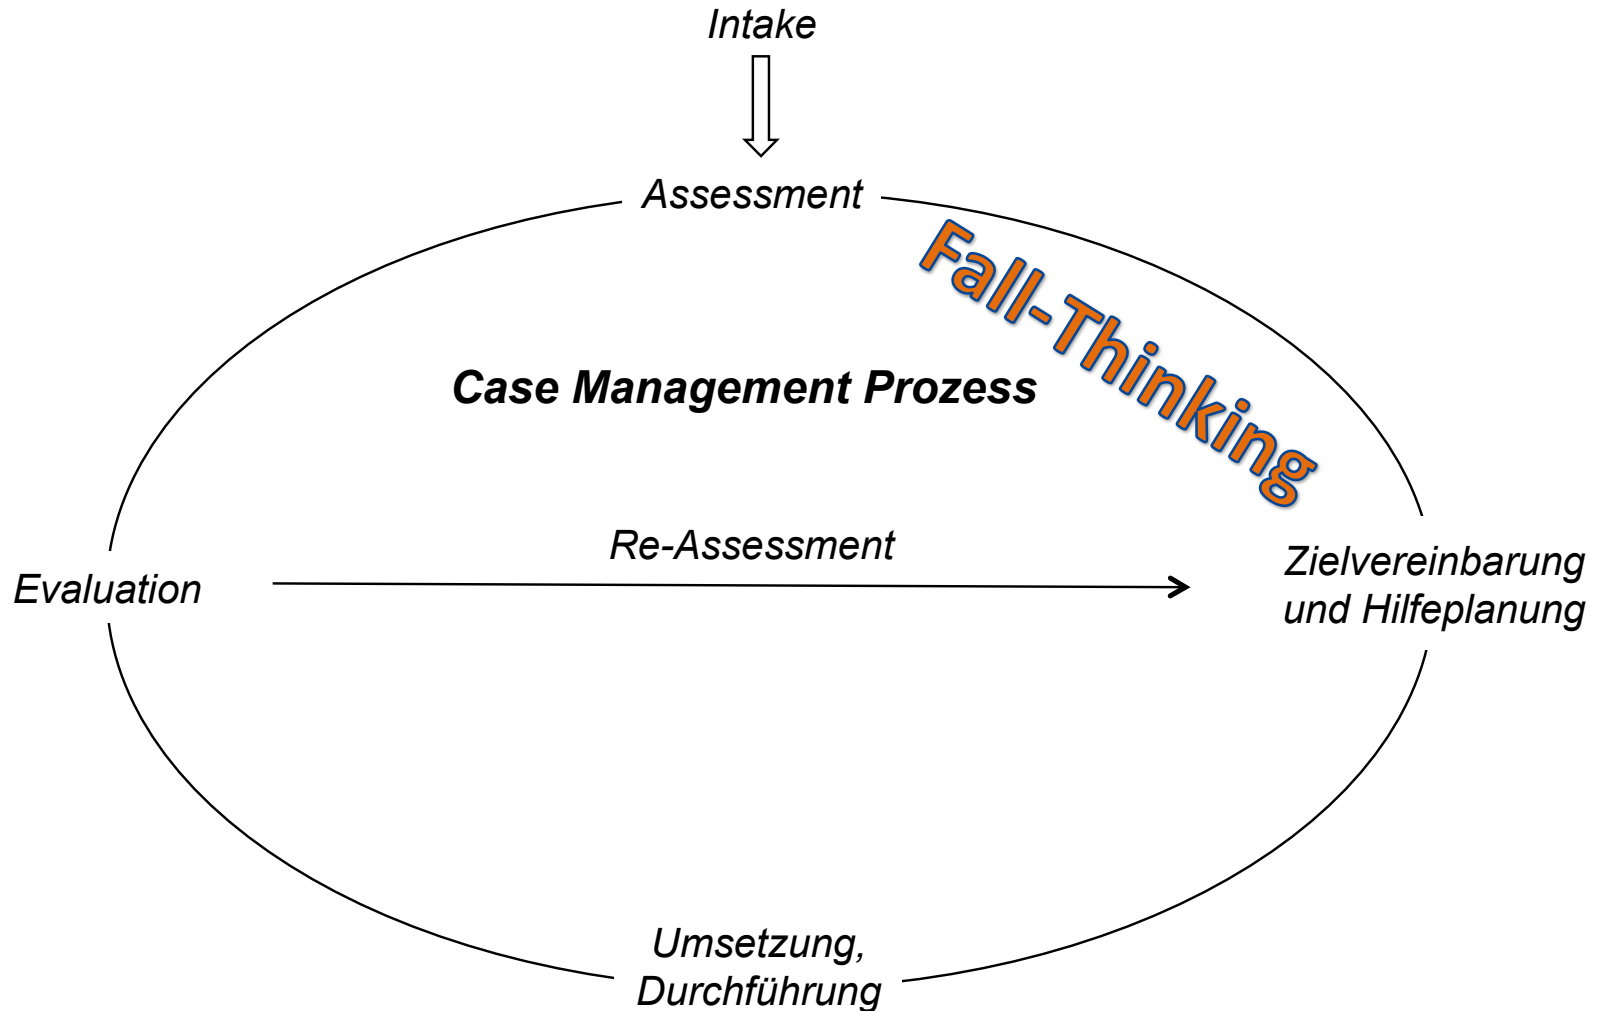 Intake
Assessment
Fall-Thinking
Case Management Prozess
Re-Assessment
Evaluation
Zielvereinbarung
und Hilfeplanung
Umsetzung,
Durchführung